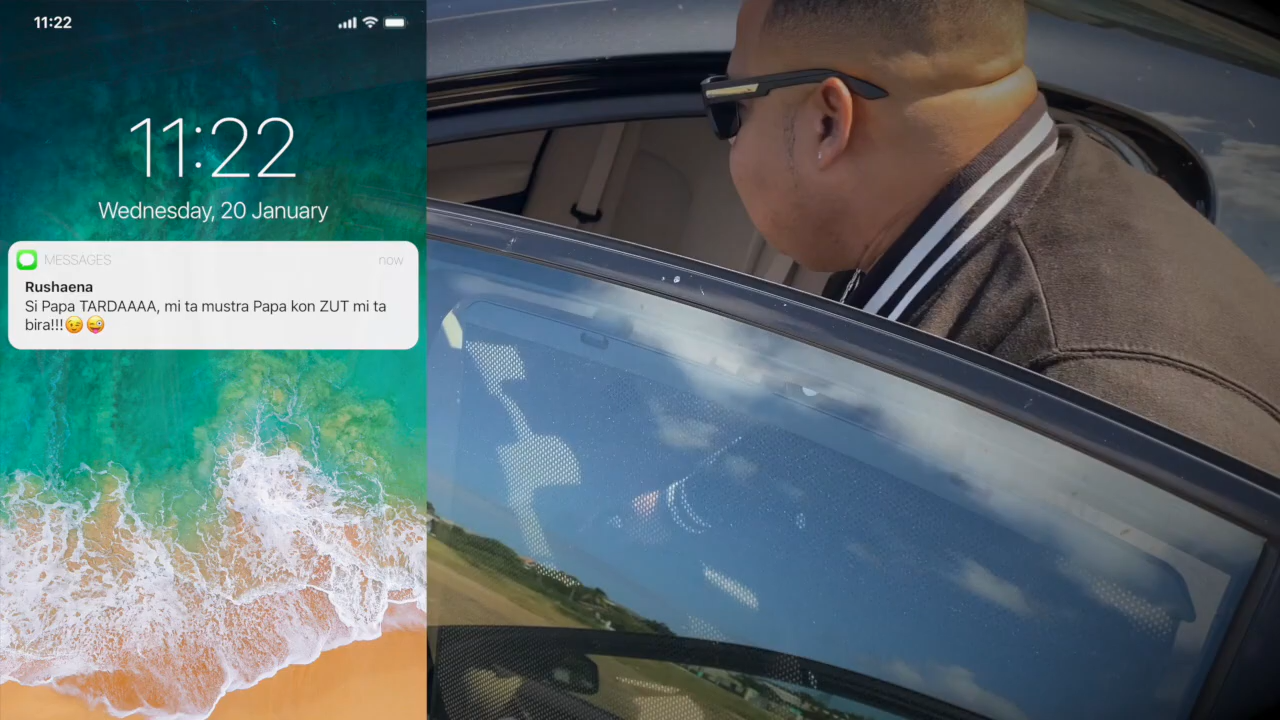 11:22
11:22
Wednesday, 20 January
MESSAGES now
Rushaena
Si Papa TARDAAAA, mi ta mustra Papa kon ZUT mi ta
bira!!!😉😜